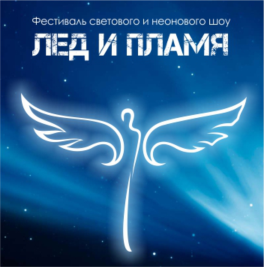 Фестиваль светового и неонового шоу
ЛЕД И ПЛАМЯ